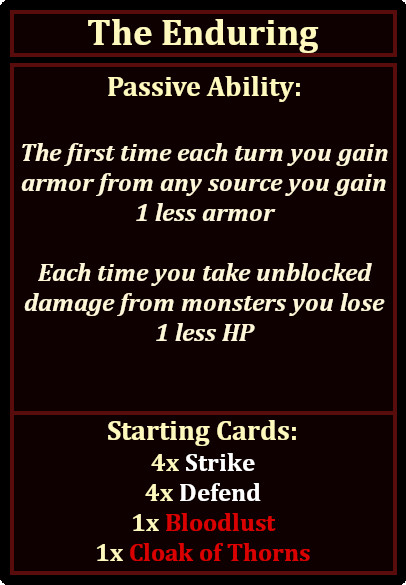 The Enduring
Passive Ability:
The first time each turn you gain
armor from any source you gain
1 less armor
Each time you take unblocked
damage from monsters you lose
1 less HP
Starting Cards:
4x Strike
4x Defend
1x Bloodlust
1x Cloak of Thorns